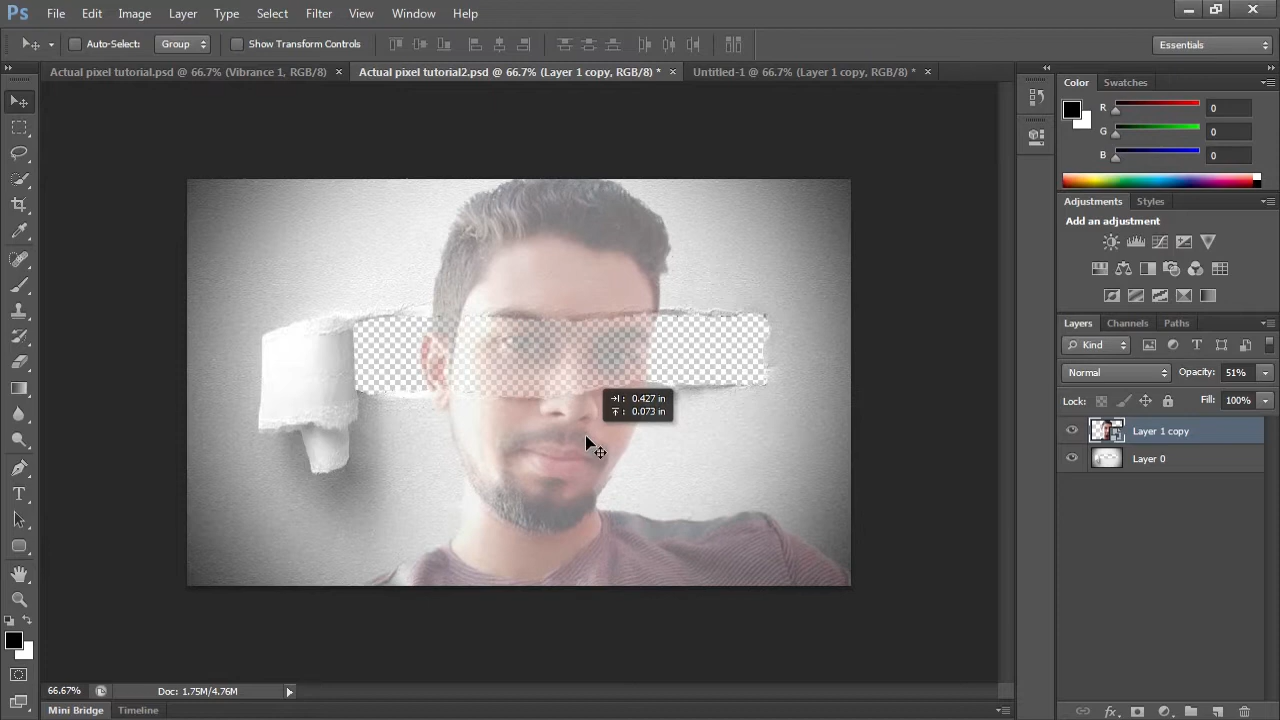 Ps File Edit Image Layer Type Select Filter View Window Help
Auto-Select: Group Show Transform Controls Essentials
Actual pixel tutorial.psd @ 66.7% (Vibrance 1, RGB/8) × Actual pixel tutorial2.psd @ 66.7% (Layer 1 copy, RGB/8) * × Untitled-1 @ 66.7% (Layer 1 copy, RGB/8) * ×
Color Swatches
R 0
G 0
B 0
Adjustments Styles
Add an adjustment
Layers Channels Paths
Kind
Normal Opacity: 51%
Lock: Fill: 100%
Layer 1 copy
Layer 0
: 0.427 in
: 0.073 in
66.67% Doc: 1.75M/4.76M
Mini Bridge Timeline